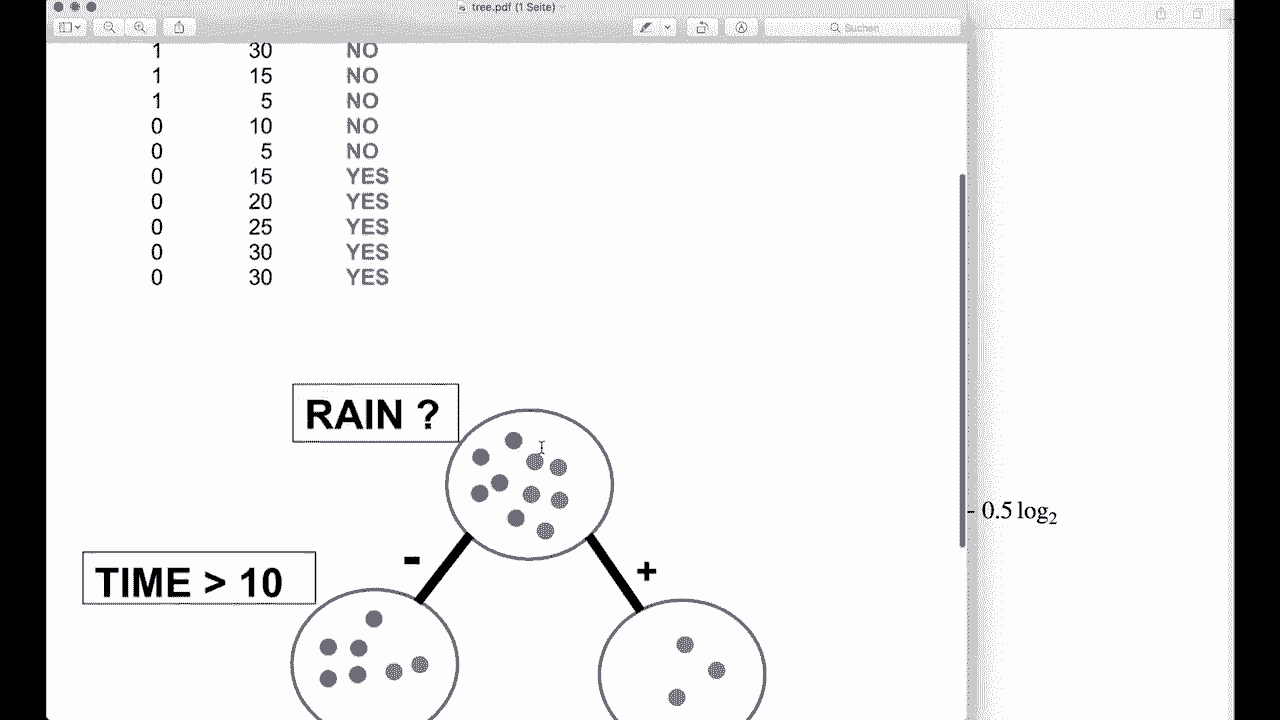 tree.pdf (1 Seite)
Suchen
1 30 NO
1 15 NO
1 5 NO
0 10 NO
0 5 NO
0 15 YES
0 20 YES
0 25 YES
0 30 YES
0 30 YES
RAIN ?
- +
TIME > 10
- 0.5 log₂